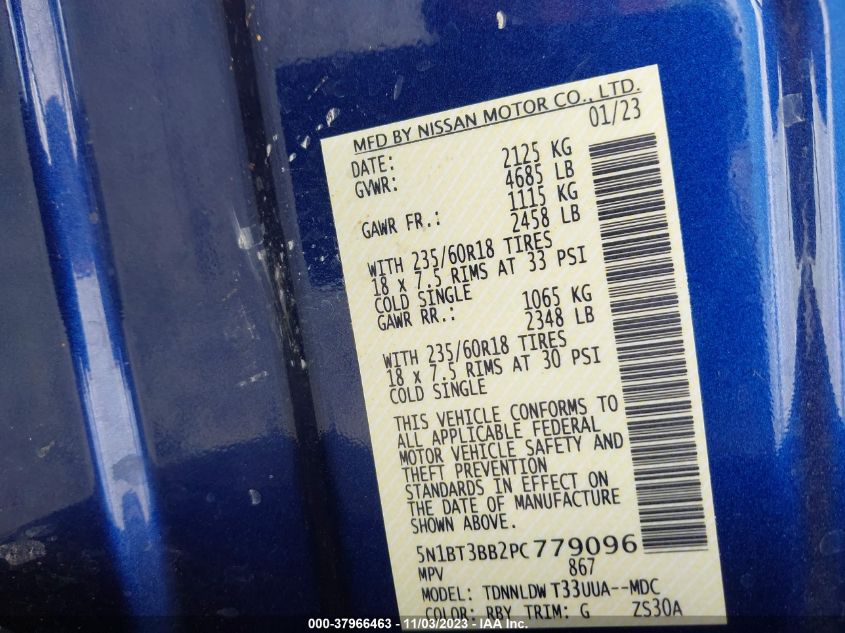 MFD BY NISSAN MOTOR CO., LTD.
DATE: 01/23
GVWR: 2125 KG
4685 LB
GAWR FR.: 1115 KG
2458 LB
WITH 235/60R18 TIRES
18 x 7.5 RIMS AT 33 PSI
COLD SINGLE
GAWR RR.: 1065 KG
2348 LB
WITH 235/60R18 TIRES
18 x 7.5 RIMS AT 30 PSI
COLD SINGLE
THIS VEHICLE CONFORMS TO
ALL APPLICABLE FEDERAL
MOTOR VEHICLE SAFETY AND
THEFT PREVENTION
STANDARDS IN EFFECT ON
THE DATE OF MANUFACTURE
SHOWN ABOVE.
5N1BT3BB2PC779096
MPV 867
MODEL: TDNNLDW T33UUA--MDC
COLOR: RBY TRIM: G ZS30A
000-37966463 - 11/03/2023 - IAA Inc.